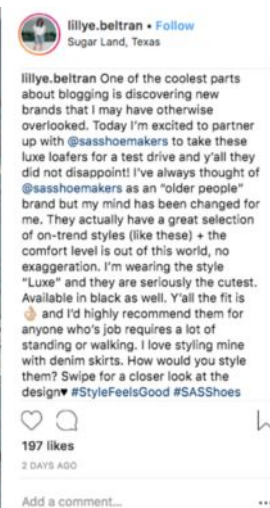 lillye.beltran • Follow
Sugar Land, Texas
lillye.beltran One of the coolest parts
about blogging is discovering new
brands that I may have otherwise
overlooked. Today I'm excited to partner
up with @sasshoemakers to take these
luxe loafers for a test drive and y'all they
did not disappoint! I've always thought of
@sasshoemakers as an "older people"
brand but my mind has been changed for
me. They actually have a great selection
of on-trend styles (like these) + the
comfort level is out of this world, no
exaggeration. I'm wearing the style
"Luxe" and they are seriously the cutest.
Available in black as well. Y'all the fit is
👌🏼 and I'd highly recommend them for
anyone who's job requires a lot of
standing or walking. I love styling mine
with denim skirts. How would you style
them? Swipe for a closer look at the
design♥ #StyleFeelsGood #SASShoes
197 likes
2 DAYS AGO
Add a comment...